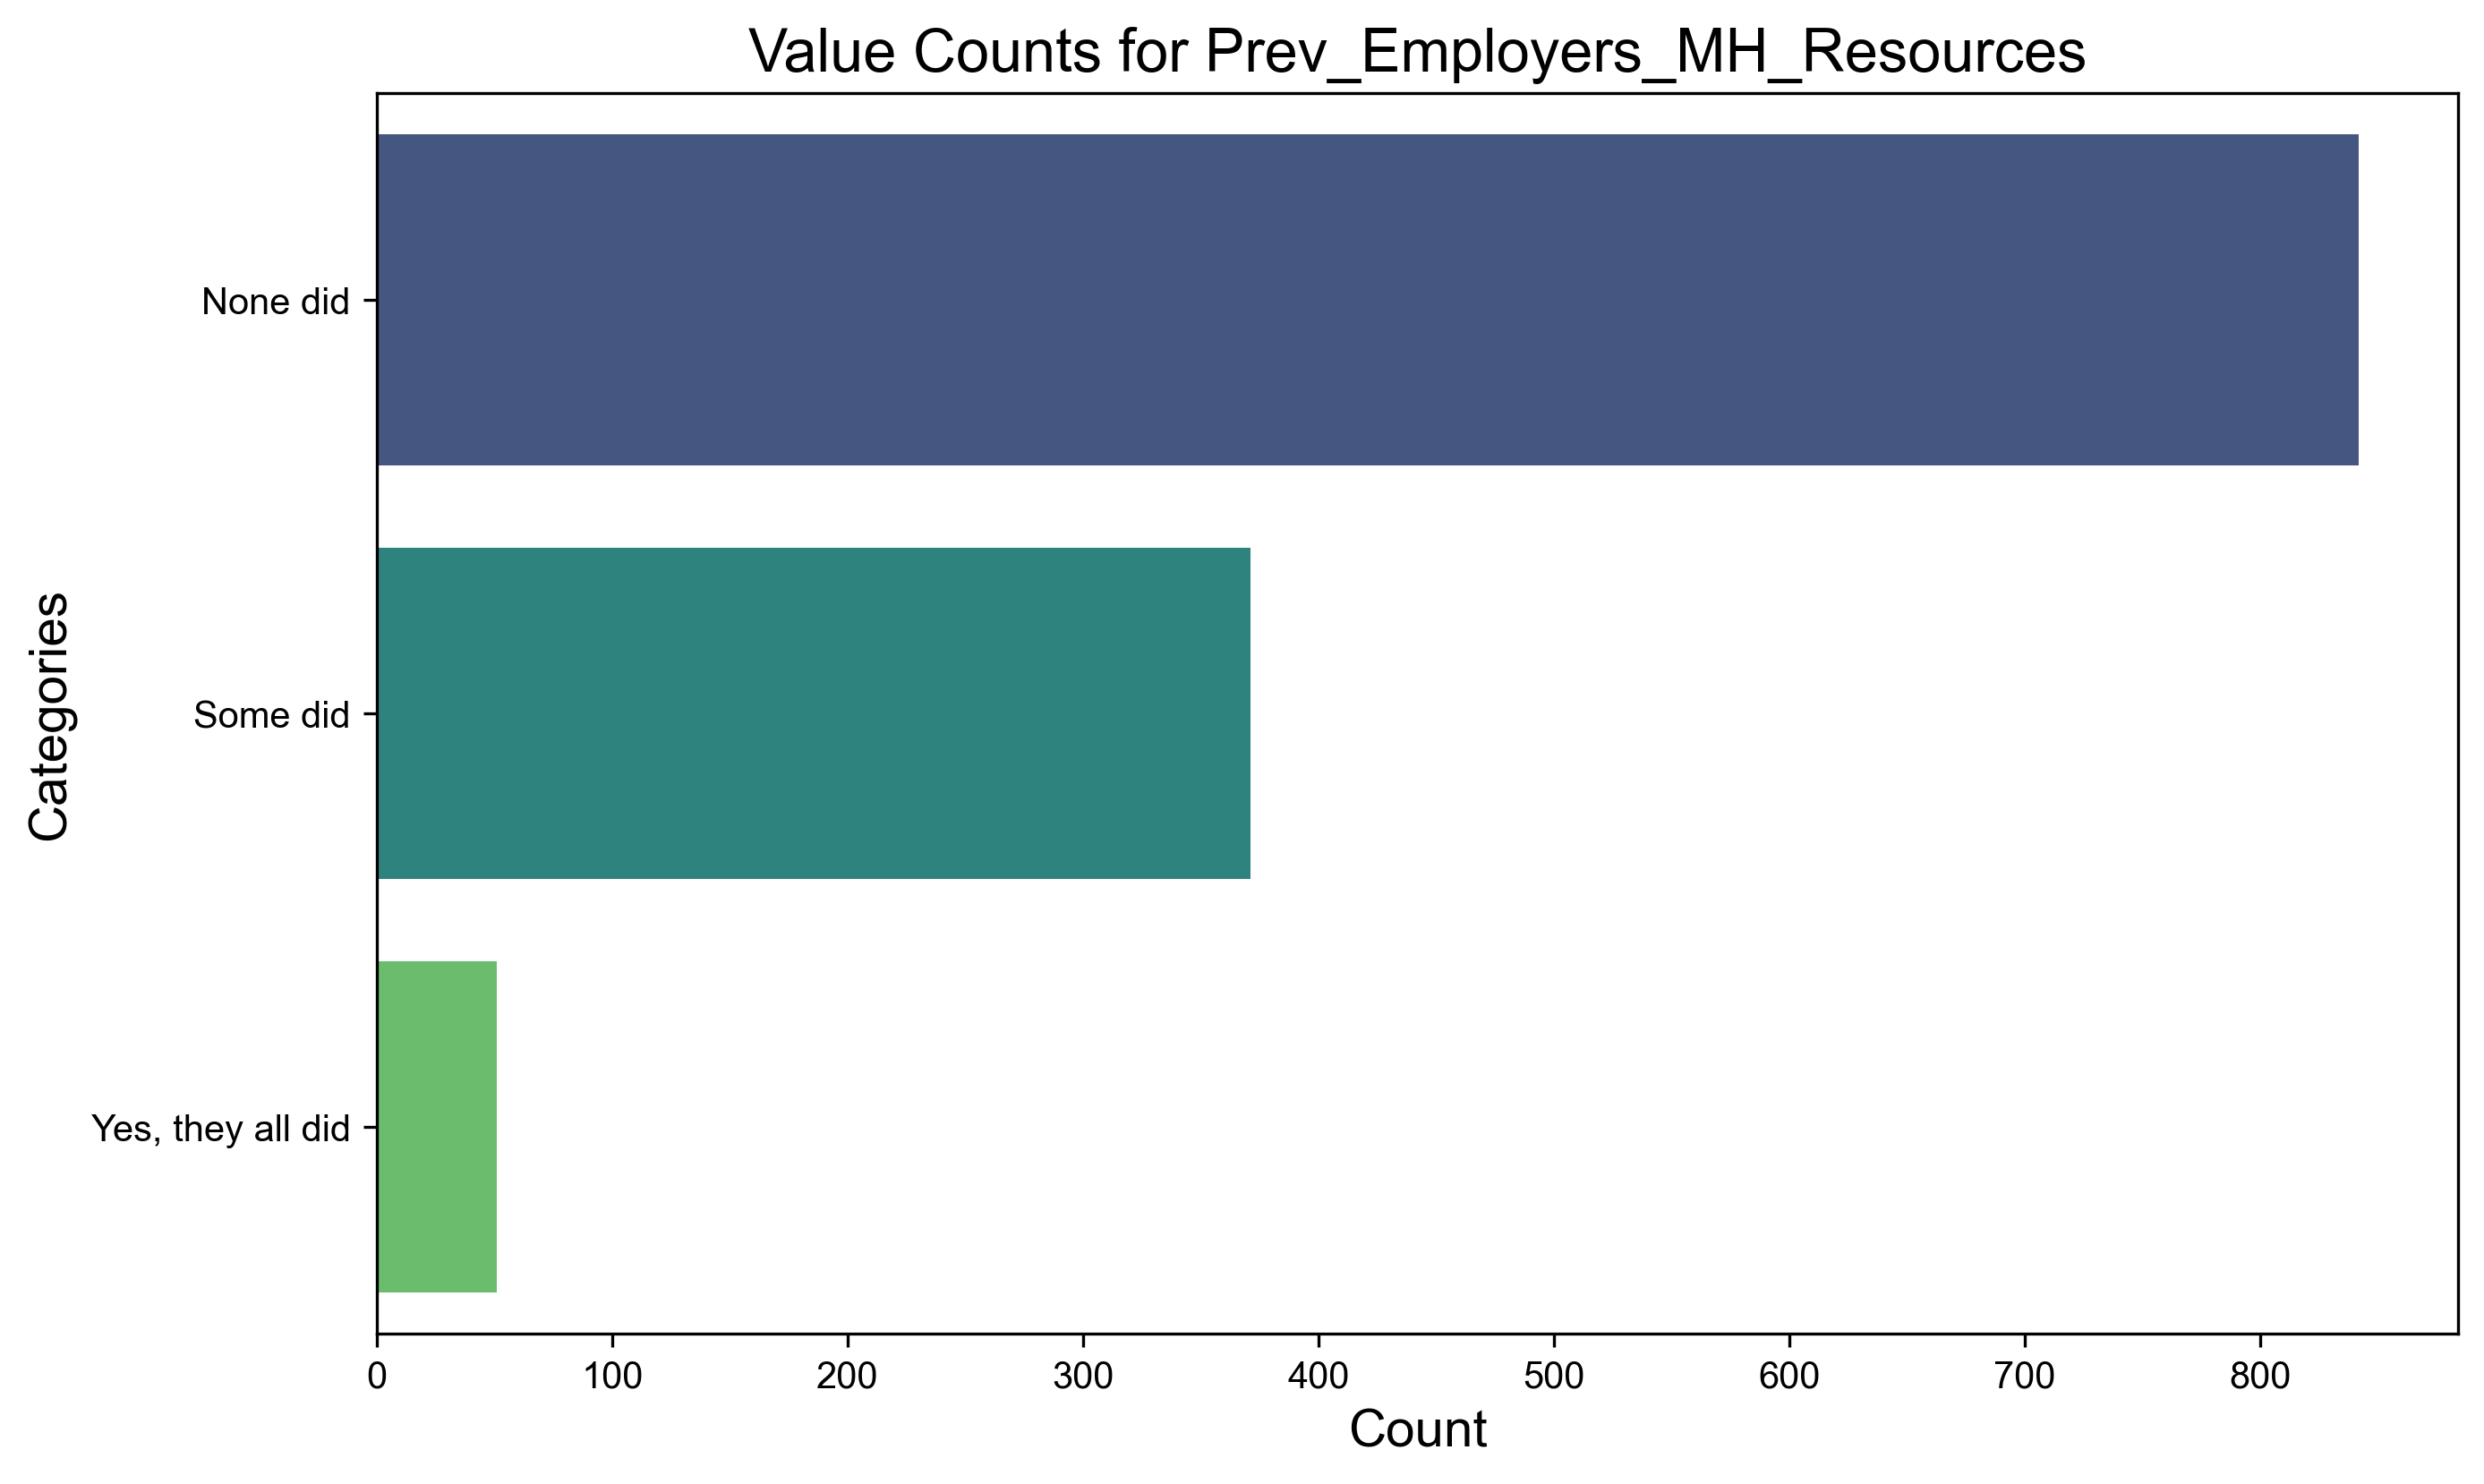 Value Counts for Prev_Employers_MH_Resources
Categories
None did
Some did
Yes, they all did
0 100 200 300 400 500 600 700 800
Count